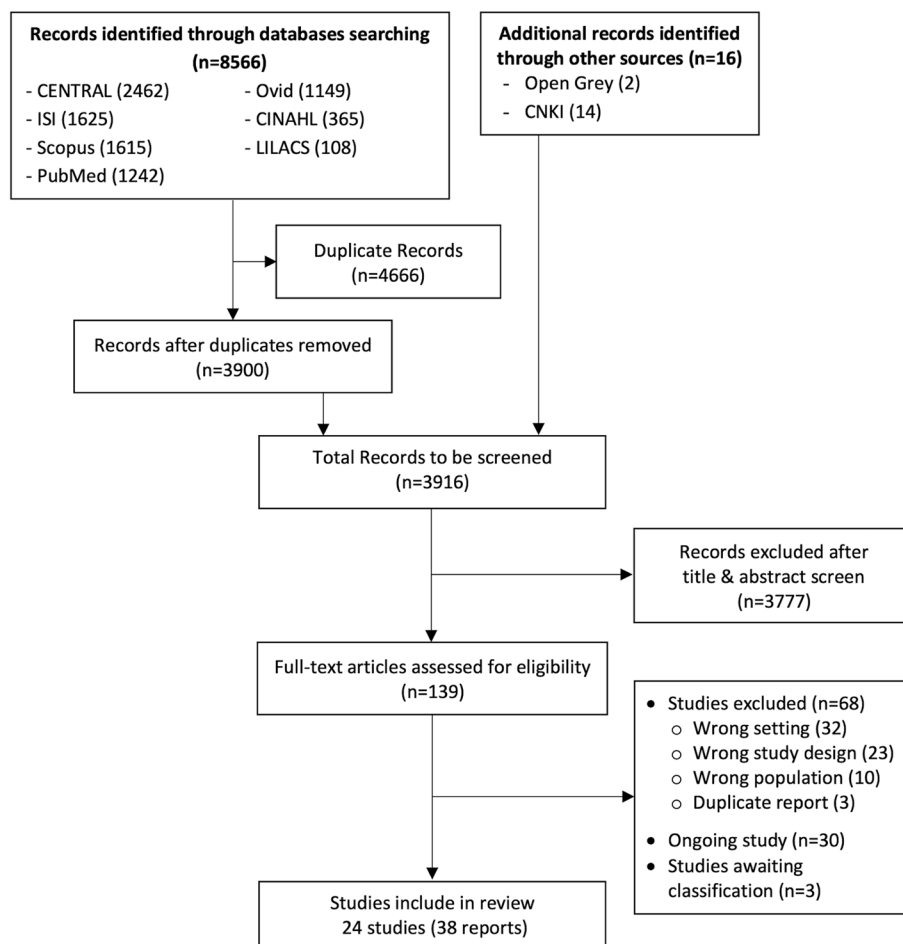 Records identified through databases searching
(n=8566)
- CENTRAL (2462)
- ISI (1625)
- Scopus (1615)
- PubMed (1242)
- Ovid (1149)
- CINAHL (365)
- LILACS (108)
Additional records identified
through other sources (n=16)
- Open Grey (2)
- CNKI (14)
Duplicate Records
(n=4666)
Records after duplicates removed
(n=3900)
Total Records to be screened
(n=3916)
Records excluded after
title & abstract screen
(n=3777)
Full-text articles assessed for eligibility
(n=139)
• Studies excluded (n=68)
o Wrong setting (32)
o Wrong study design (23)
o Wrong population (10)
o Duplicate report (3)
• Ongoing study (n=30)
• Studies awaiting
classification (n=3)
Studies include in review
24 studies (38 reports)